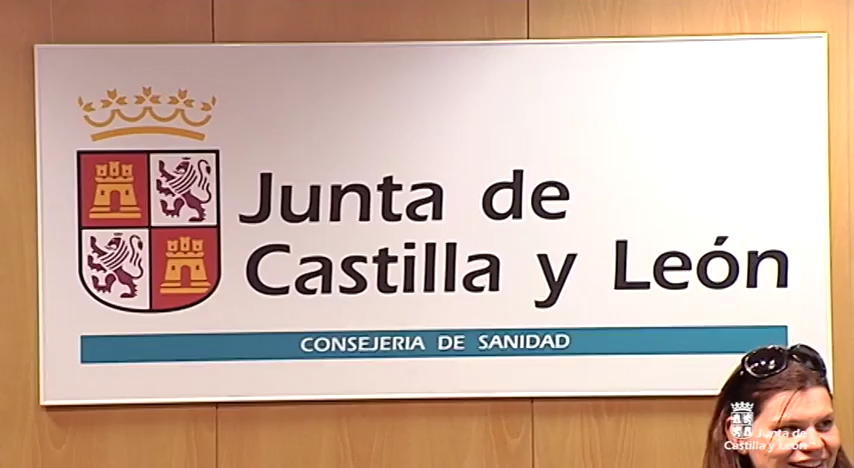 Junta de
Castilla y León
CONSEJERIA DE SANIDAD
Junta de
Castilla y León